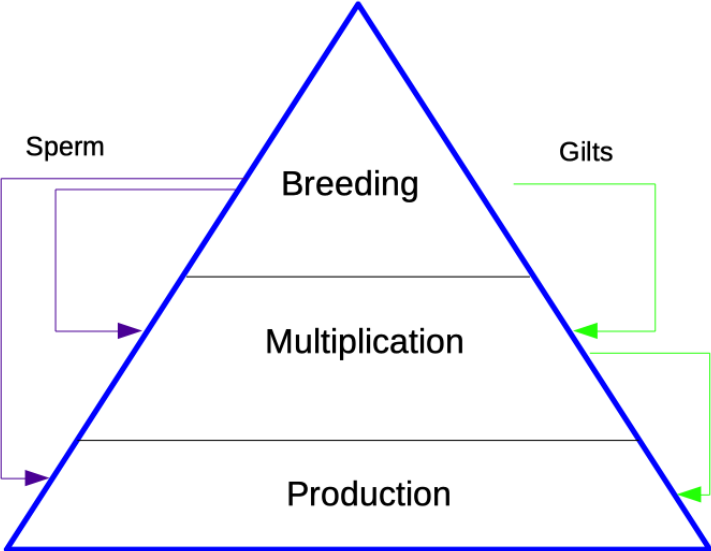 Sperm
Gilts
Breeding
Multiplication
Production